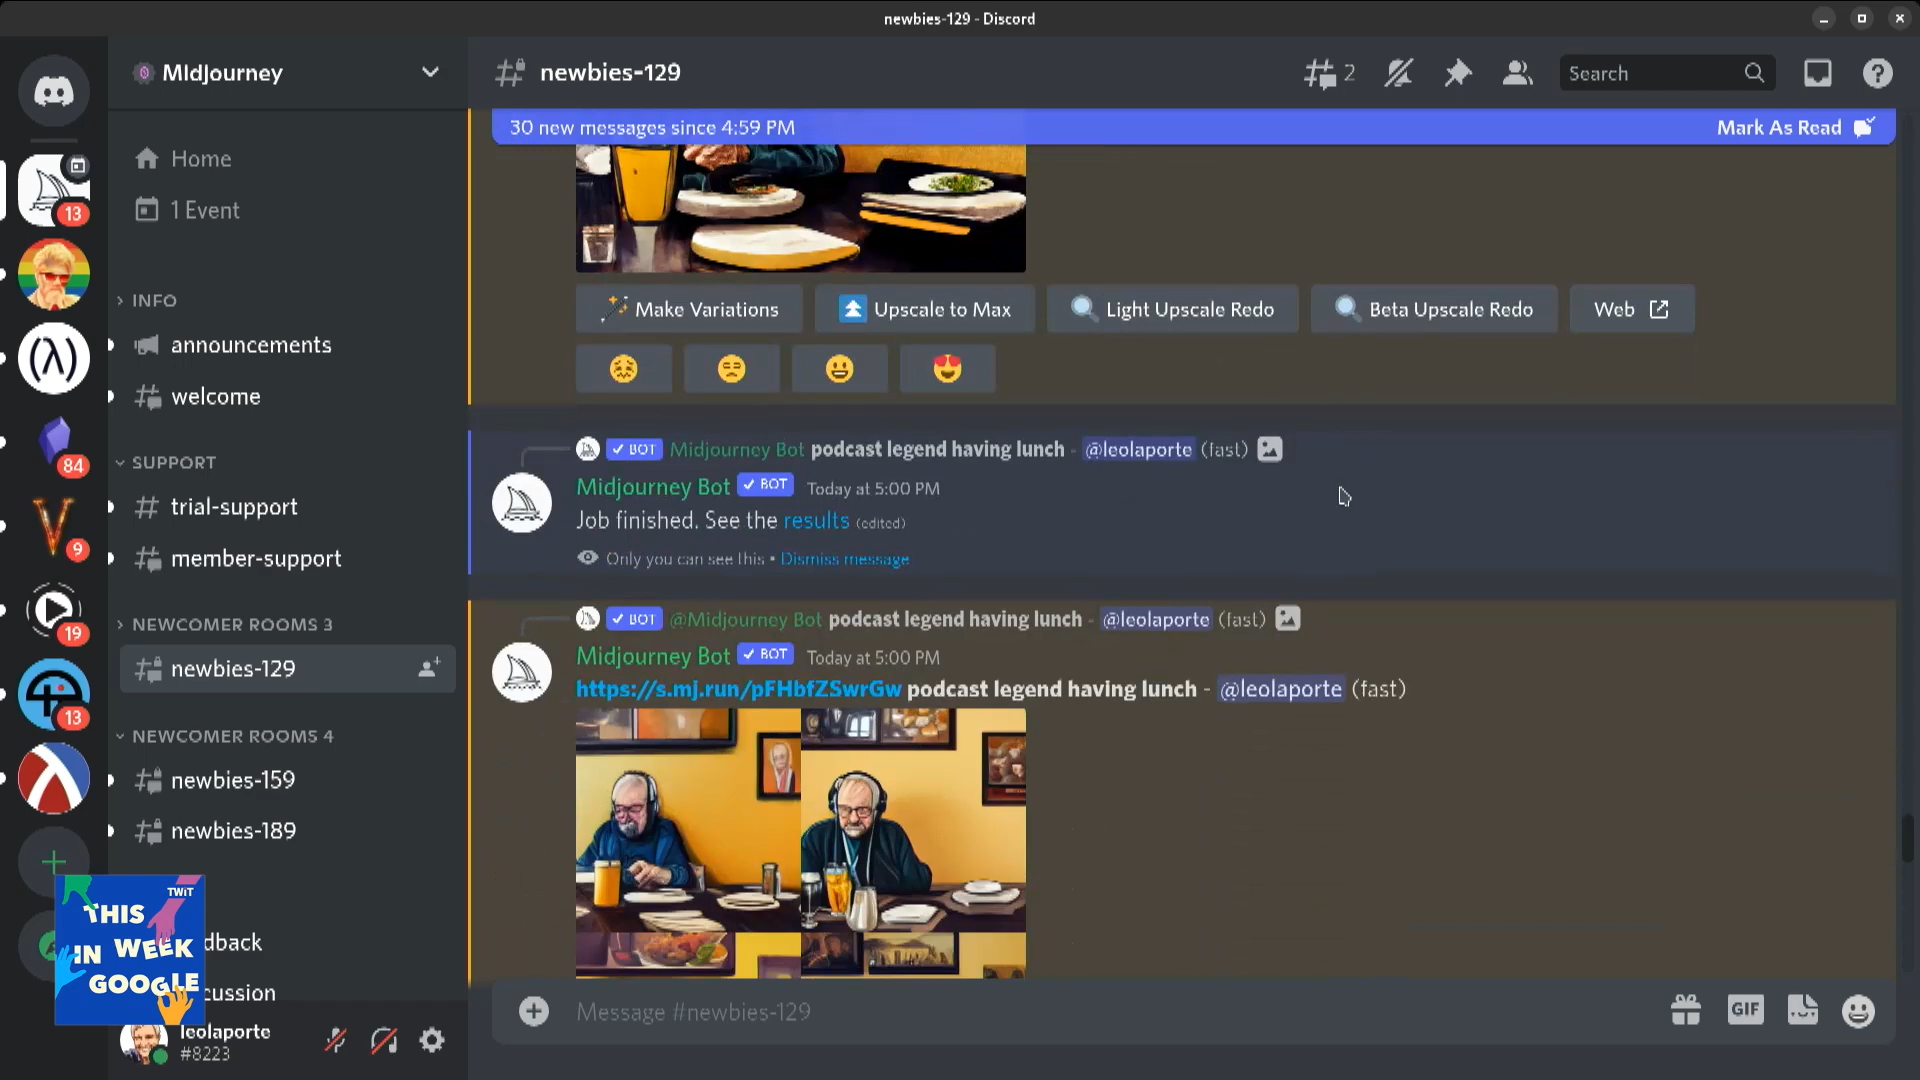 newbies-129 - Discord
MIdJourney
newbies-129
2
Search
30 new messages since 4:59 PM
Mark As Read
Home
1 Event
INFO
announcements
welcome
SUPPORT
trial-support
member-support
NEWCOMER ROOMS 3
newbies-129
NEWCOMER ROOMS 4
newbies-159
newbies-189
dback
cussion
leolaporte
#8223
13
84
9
19
13
Make Variations
Upscale to Max
Light Upscale Redo
Beta Upscale Redo
Web
✓ BOT Midjourney Bot podcast legend having lunch - @leolaporte (fast)
Midjourney Bot ✓ BOT Today at 5:00 PM
Job finished. See the results (edited)
Only you can see this • Dismiss message
✓ BOT @Midjourney Bot podcast legend having lunch - @leolaporte (fast)
Midjourney Bot ✓ BOT Today at 5:00 PM
https://s.mj.run/pFHbfZSwrGw podcast legend having lunch - @leolaporte (fast)
Message #newbies-129
GIF
TWiT
THIS
IN WEEK
GOOGLE